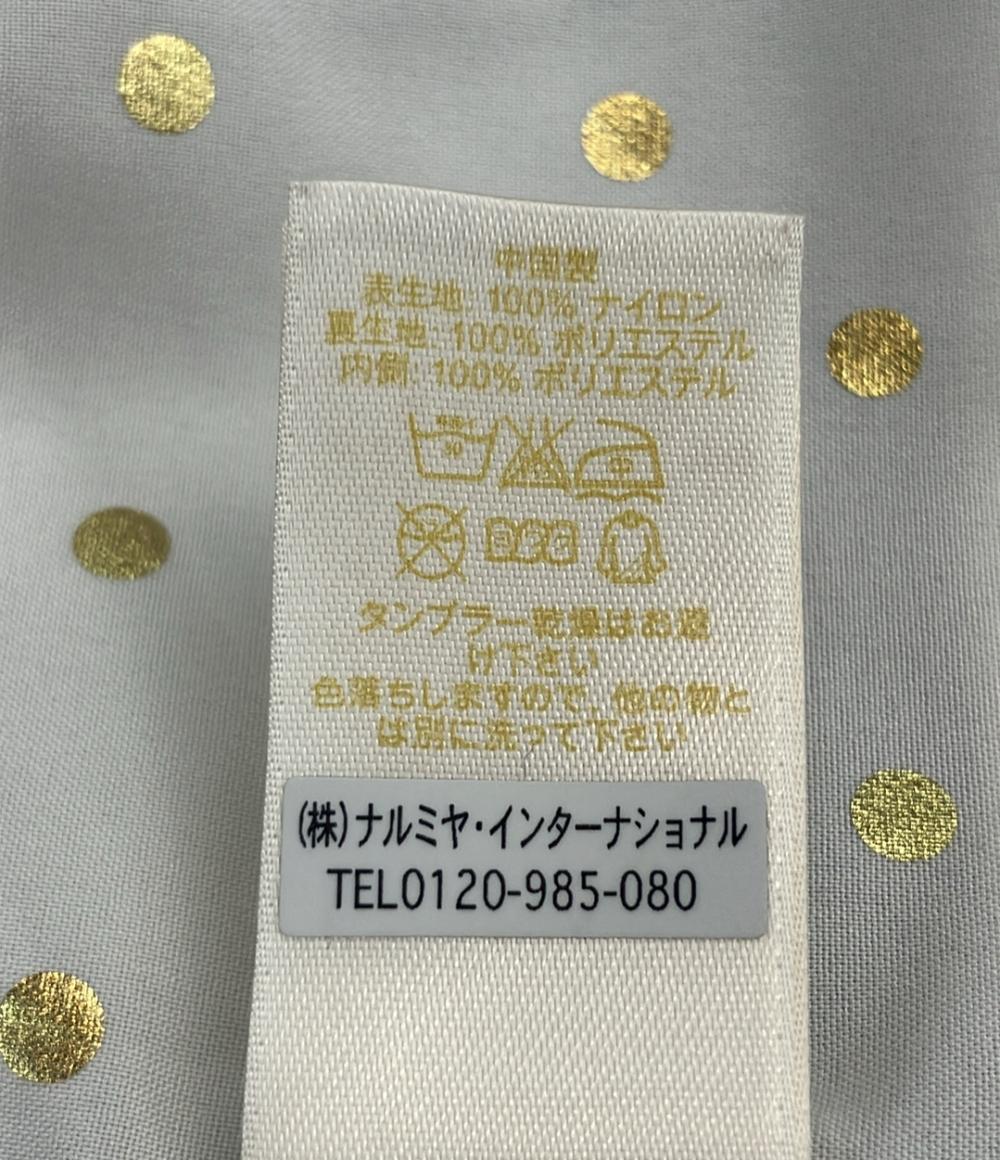 中国製
表生地: 100% ナイロン
裏生地: 100% ポリエステル
内側: 100% ポリエステル
タンブラー乾燥はお避
け下さい
色落ちしますので、他の物と
は別に洗って下さい
(株)ナルミヤ・インターナショナル
TEL0120-985-080